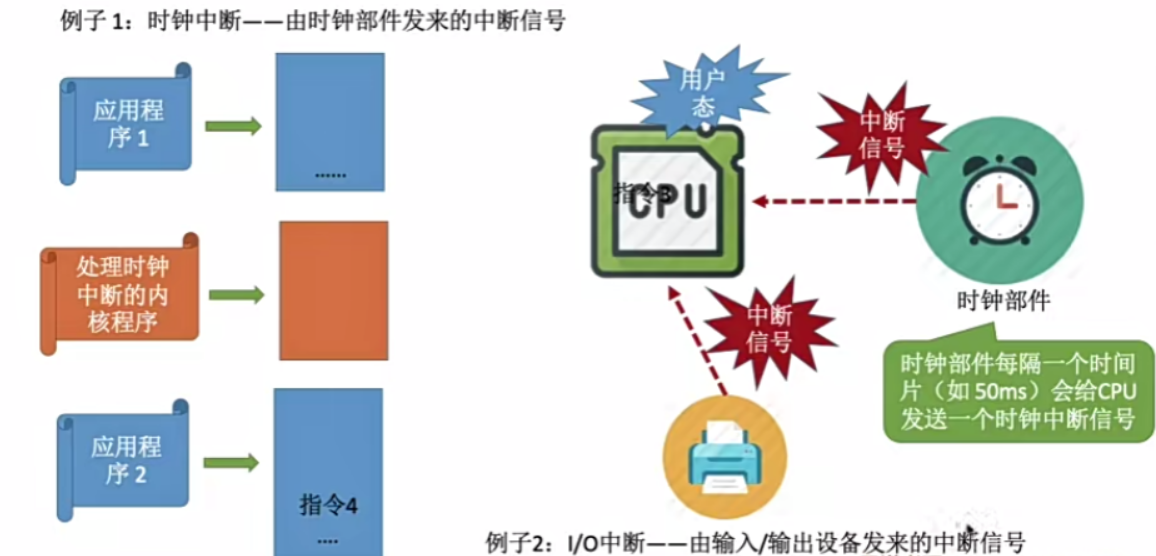 例子1：时钟中断——由时钟部件发来的中断信号
应用程
序1
......
用户
态
中断
信号
指令3
CPU
处理时钟
中断的内
核程序
时钟部件
中断
信号
时钟部件每隔一个时间
片（如50ms）会给CPU
发送一个时钟中断信号
应用程
序2
指令4
....
例子2：I/O中断——由输入/输出设备发来的中断信号